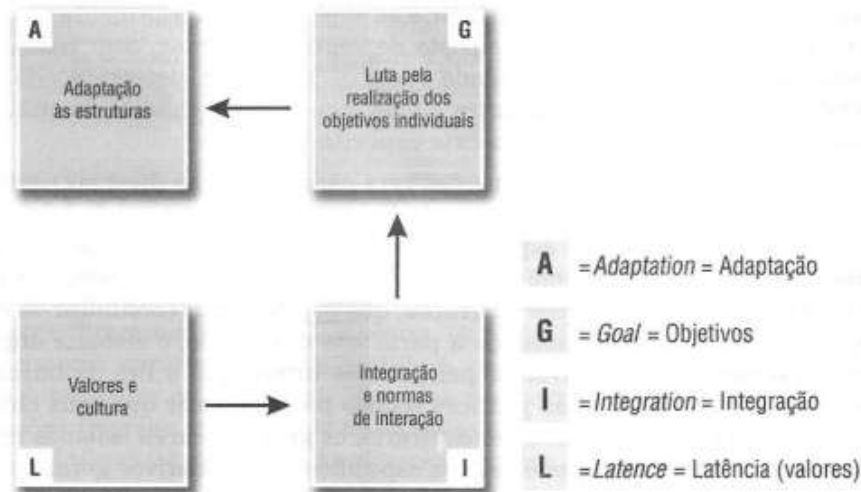 A
Adaptação
às estruturas
G
Luta pela
realização dos
objetivos individuais
Valores e
cultura
L
Integração
e normas
de interação
I
A = Adaptation = Adaptação
G = Goal = Objetivos
I = Integration = Integração
L = Latence = Latência (valores)